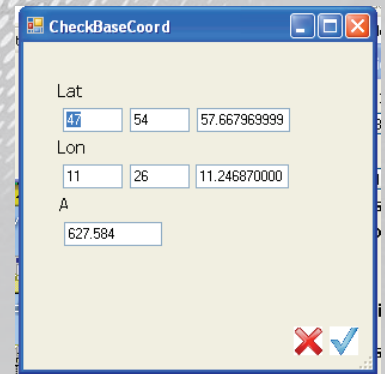 CheckBaseCoord
Lat
47 54 57.667969999
Lon
11 26 11.246870000
A
627.584